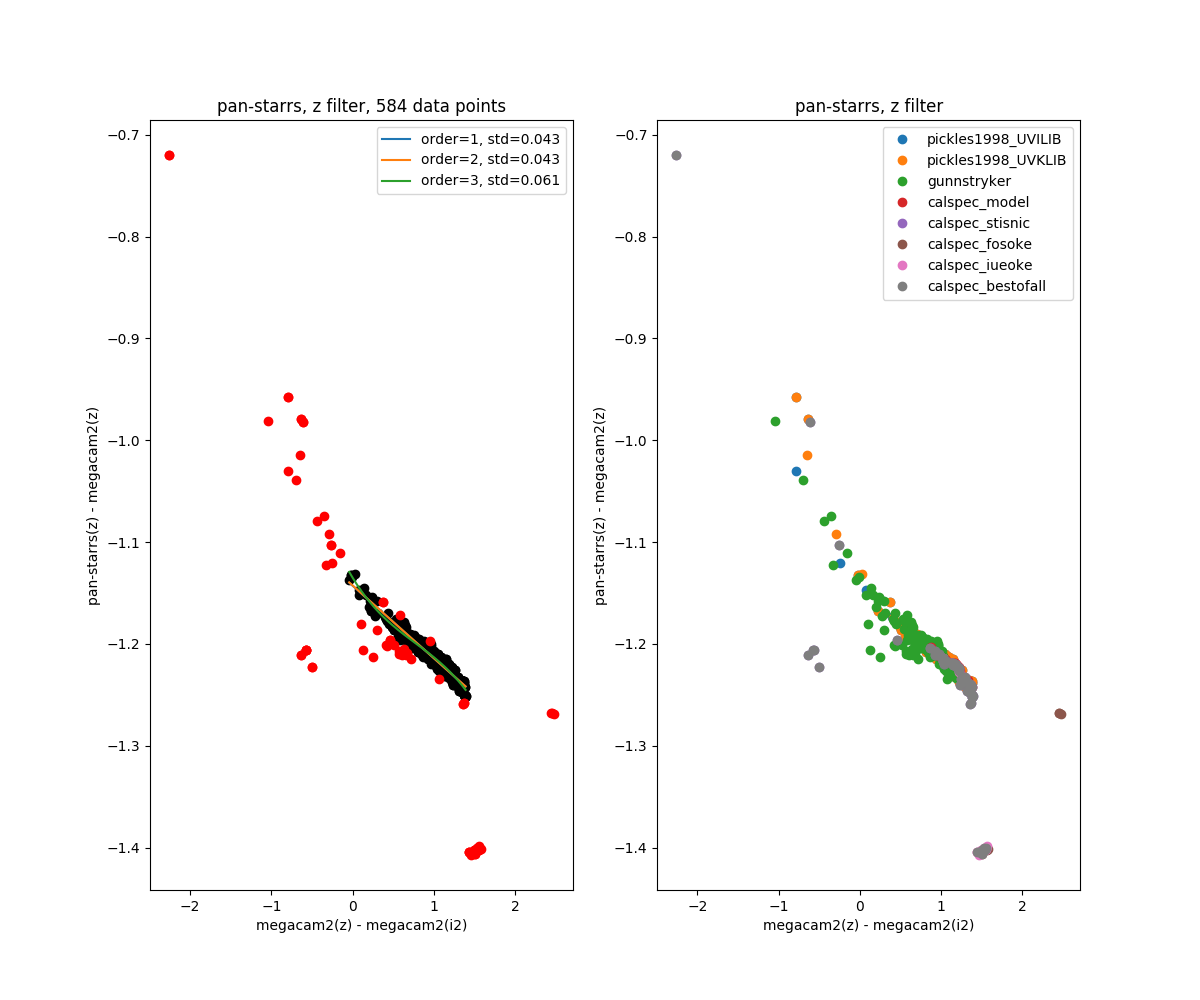 pan-starrs, z filter, 584 data points
order=1, std=0.043
order=2, std=0.043
order=3, std=0.061
−0.7
−0.8
−0.9
−1.0
−1.1
−1.2
−1.3
−1.4
pan-starrs(z) - megacam2(z)
−2
−1
0
1
2
megacam2(z) - megacam2(i2)
pan-starrs, z filter
pickles1998_UVILIB
pickles1998_UVKLIB
gunnstryker
calspec_model
calspec_stisnic
calspec_fosoke
calspec_iueoke
calspec_bestofall
−0.7
−0.8
−0.9
−1.0
−1.1
−1.2
−1.3
−1.4
pan-starrs(z) - megacam2(z)
−2
−1
0
1
2
megacam2(z) - megacam2(i2)